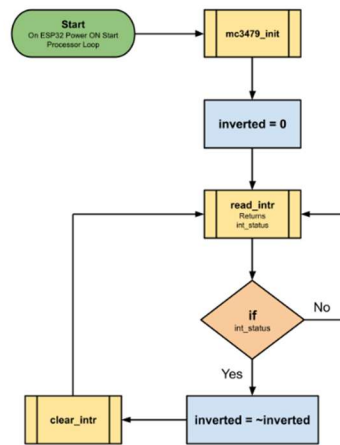 Start
On ESP32 Power ON Start
Processor Loop
mc3479_init
inverted = 0
read_intr
Returns
int_status
if
int_status
No
Yes
clear_intr
inverted = ~inverted